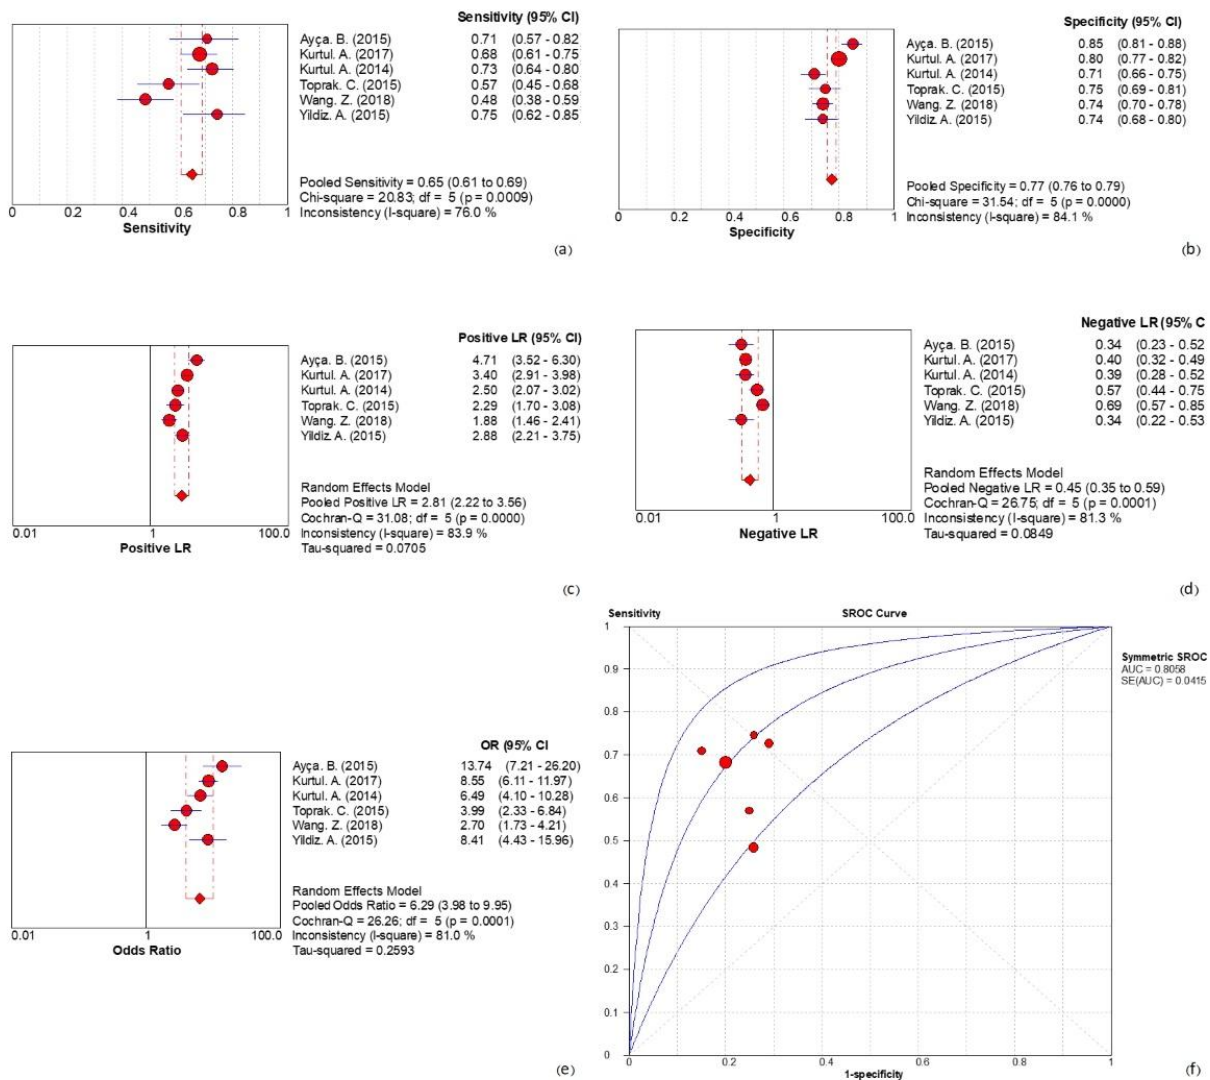 Sensitivity (95% CI)
Ayça. B. (2015) 0.71 (0.57 - 0.82
Kurtul. A. (2017) 0.68 (0.61 - 0.75
Kurtul. A. (2014) 0.73 (0.64 - 0.80
Toprak. C. (2015) 0.57 (0.45 - 0.68
Wang. Z. (2018) 0.48 (0.38 - 0.59
Yildiz. A. (2015) 0.75 (0.62 - 0.85
Pooled Sensitivity = 0.65 (0.61 to 0.69)
Chi-square = 20.83; df = 5 (p = 0.0009)
Inconsistency (I-square) = 76.0 %
0 0.2 0.4 0.6 0.8 1
Sensitivity
(a)
Specificity (95% CI)
Ayça. B. (2015) 0.85 (0.81 - 0.88)
Kurtul. A. (2017) 0.80 (0.77 - 0.82)
Kurtul. A. (2014) 0.71 (0.66 - 0.75)
Toprak. C. (2015) 0.75 (0.69 - 0.81)
Wang. Z. (2018) 0.74 (0.70 - 0.78)
Yildiz. A. (2015) 0.74 (0.68 - 0.80)
Pooled Specificity = 0.77 (0.76 to 0.79)
Chi-square = 31.54; df = 5 (p = 0.0000)
Inconsistency (I-square) = 84.1 %
0 0.2 0.4 0.6 0.8 1
Specificity
(b)
Positive LR (95% CI)
Ayça. B. (2015) 4.71 (3.52 - 6.30)
Kurtul. A. (2017) 3.40 (2.91 - 3.98)
Kurtul. A. (2014) 2.50 (2.07 - 3.02)
Toprak. C. (2015) 2.29 (1.70 - 3.08)
Wang. Z. (2018) 1.88 (1.46 - 2.41)
Yildiz. A. (2015) 2.88 (2.21 - 3.75)
Random Effects Model
Pooled Positive LR = 2.81 (2.22 to 3.56)
Cochran-Q = 31.08; df = 5 (p = 0.0000)
Inconsistency (I-square) = 83.9 %
Tau-squared = 0.0705
0.01 1 100.0
Positive LR
(c)
Negative LR (95% C
Ayça. B. (2015) 0.34 (0.23 - 0.52
Kurtul. A. (2017) 0.40 (0.32 - 0.49
Kurtul. A. (2014) 0.39 (0.28 - 0.52
Toprak. C. (2015) 0.57 (0.44 - 0.75
Wang. Z. (2018) 0.69 (0.57 - 0.85
Yildiz. A. (2015) 0.34 (0.22 - 0.53
Random Effects Model
Pooled Negative LR = 0.45 (0.35 to 0.59)
Cochran-Q = 26.75; df = 5 (p = 0.0001)
Inconsistency (I-square) = 81.3 %
Tau-squared = 0.0849
0.01 1 100.0
Negative LR
(d)
OR (95% CI
Ayça. B. (2015) 13.74 (7.21 - 26.20)
Kurtul. A. (2017) 8.55 (6.11 - 11.97)
Kurtul. A. (2014) 6.49 (4.10 - 10.28)
Toprak. C. (2015) 3.99 (2.33 - 6.84)
Wang. Z. (2018) 2.70 (1.73 - 4.21)
Yildiz. A. (2015) 8.41 (4.43 - 15.96)
Random Effects Model
Pooled Odds Ratio = 6.29 (3.98 to 9.95)
Cochran-Q = 26.26; df = 5 (p = 0.0001)
Inconsistency (I-square) = 81.0 %
Tau-squared = 0.2593
0.01 1 100.0
Odds Ratio
(e)
Sensitivity SROC Curve
1
0.9
0.8
0.7
0.6
0.5
0.4
0.3
0.2
0.1
0
0 0.2 0.4 0.6 0.8 1
1-specificity
Symmetric SROC
AUC = 0.8058
SE(AUC) = 0.0415
(f)